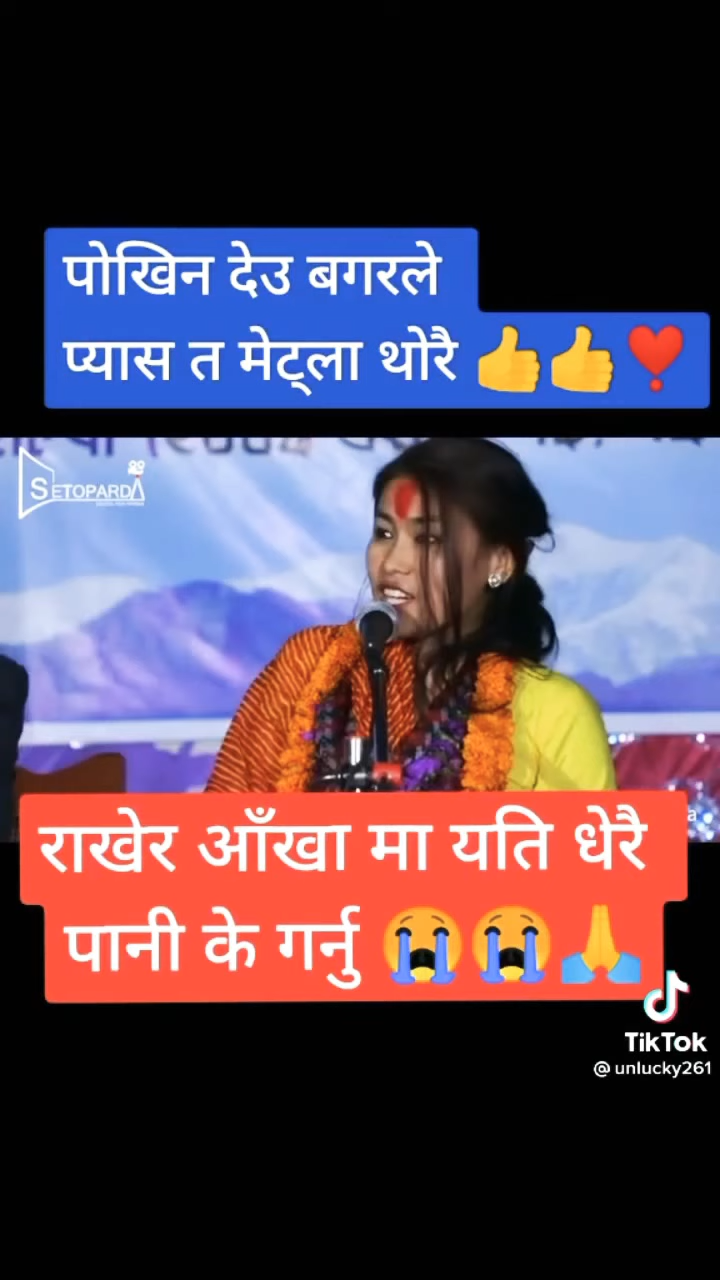 पोखिन देउ बगरले
प्यास त मेट्ला थोरै 👍👍❣️
SETOPARDA
राखेर आँखा मा यति धेरै
पानी के गर्नु 😭😭🙏
TikTok
@unlucky261